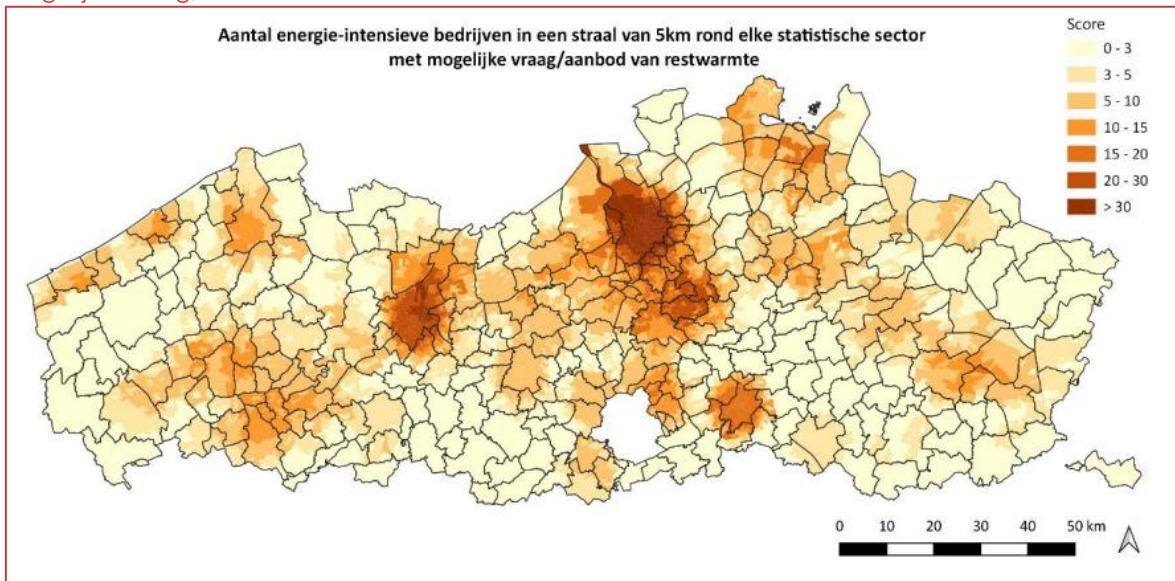 Aantal energie-intensieve bedrijven in een straal van 5km rond elke statistische sector
met mogelijke vraag/aanbod van restwarmte
Score
0 - 3
3 - 5
5 - 10
10 - 15
15 - 20
20 - 30
> 30
0 10 20 30 40 50 km